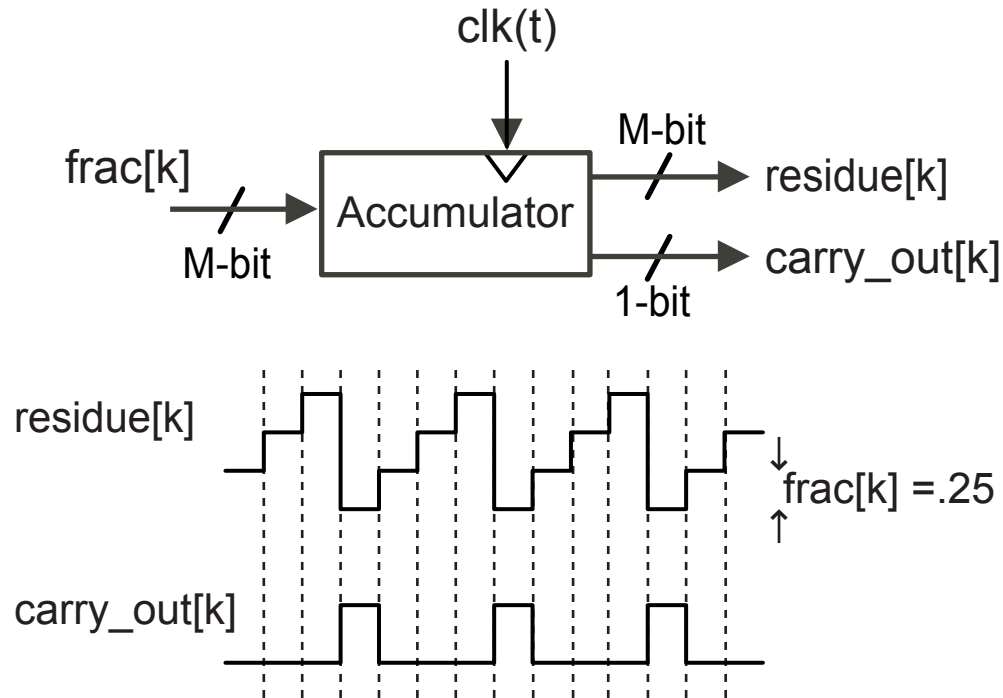 clk(t)
frac[k]
M-bit
Accumulator
M-bit
residue[k]
1-bit
carry_out[k]
residue[k]
frac[k] =.25
carry_out[k]